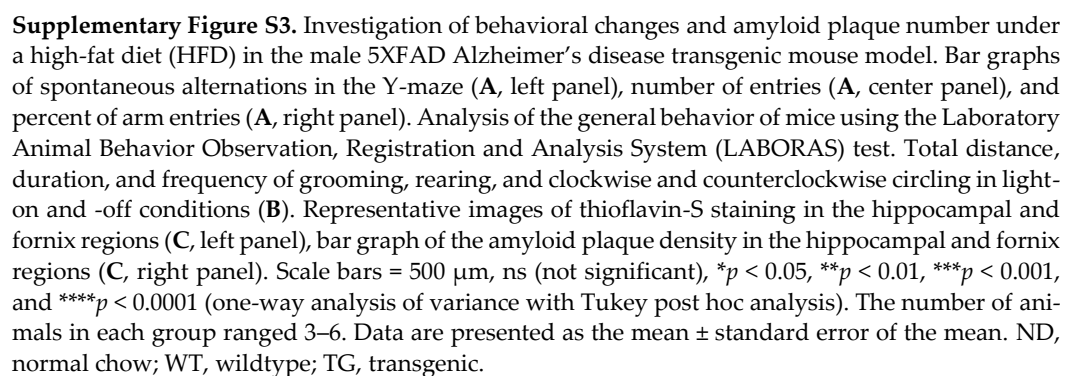 Supplementary Figure S3. Investigation of behavioral changes and amyloid plaque number under
a high-fat diet (HFD) in the male 5XFAD Alzheimer’s disease transgenic mouse model. Bar graphs
of spontaneous alternations in the Y-maze (A, left panel), number of entries (A, center panel), and
percent of arm entries (A, right panel). Analysis of the general behavior of mice using the Laboratory
Animal Behavior Observation, Registration and Analysis System (LABORAS) test. Total distance,
duration, and frequency of grooming, rearing, and clockwise and counterclockwise circling in light-
on and -off conditions (B). Representative images of thioflavin-S staining in the hippocampal and
fornix regions (C, left panel), bar graph of the amyloid plaque density in the hippocampal and fornix
regions (C, right panel). Scale bars = 500 μm, ns (not significant), *p < 0.05, **p < 0.01, ***p < 0.001,
and ****p < 0.0001 (one-way analysis of variance with Tukey post hoc analysis). The number of ani-
mals in each group ranged 3–6. Data are presented as the mean ± standard error of the mean. ND,
normal chow; WT, wildtype; TG, transgenic.